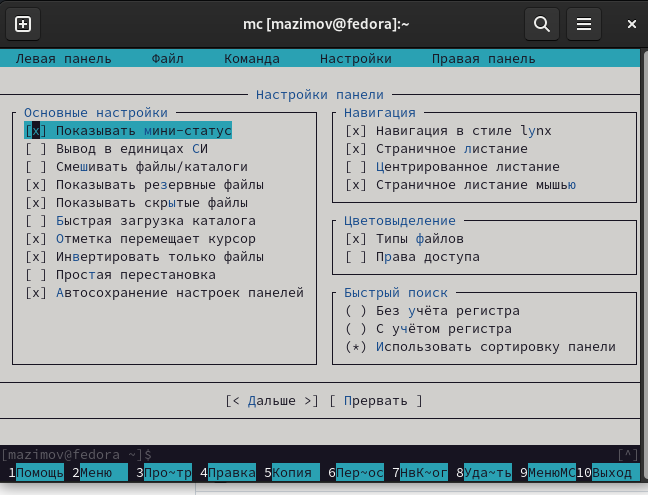 mc [mazimov@fedora]:~
Левая панель Файл Команда Настройки Правая панель
Настройки панели
Основные настройки
[x] Показывать мини-статус
[ ] Вывод в единицах СИ
[ ] Смешивать файлы/каталоги
[x] Показывать резервные файлы
[x] Показывать скрытые файлы
[ ] Быстрая загрузка каталога
[x] Отметка перемещает курсор
[x] Инвертировать только файлы
[ ] Простая перестановка
[x] Автосохранение настроек панелей
Навигация
[x] Навигация в стиле lynx
[x] Страничное листание
[ ] Центрированное листание
[x] Страничное листание мышью
Цветовыделение
[x] Типы файлов
[ ] Права доступа
Быстрый поиск
( ) Без учёта регистра
( ) С учётом регистра
(*) Использовать сортировку панели
[< Дальше >] [ Прервать ]
[mazimov@fedora ~]$ [^]
1Помощь 2Меню 3Про~тр 4Правка 5Копия 6Пер~ос 7НвК~ог 8Уда~ть 9МенюMC 10Выход